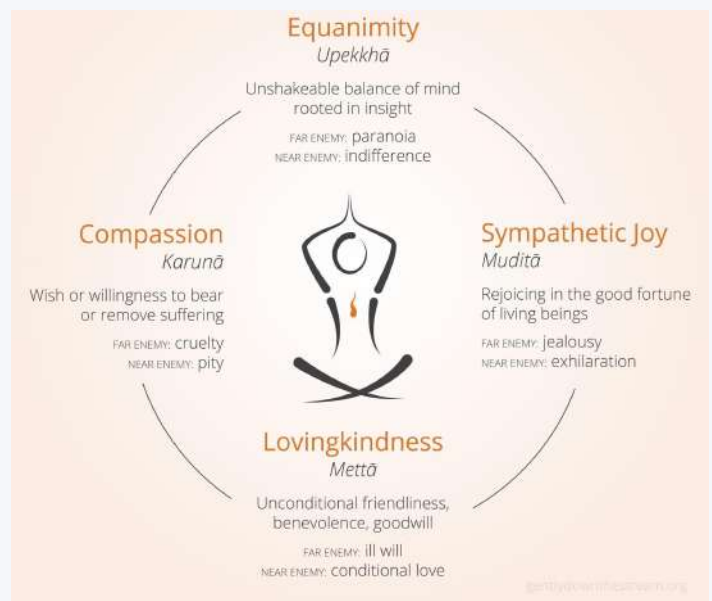 Equanimity
Upekkhā
Unshakeable balance of mind
rooted in insight
FAR ENEMY: paranoia
NEAR ENEMY: indifference
Compassion
Karunā
Wish or willingness to bear
or remove suffering
FAR ENEMY: cruelty
NEAR ENEMY: pity
Sympathetic Joy
Muditā
Rejoicing in the good fortune
of living beings
FAR ENEMY: jealousy
NEAR ENEMY: exhilaration
Lovingkindness
Mettā
Unconditional friendliness,
benevolence, goodwill
FAR ENEMY: ill will
NEAR ENEMY: conditional love
gentlydownthestream.org